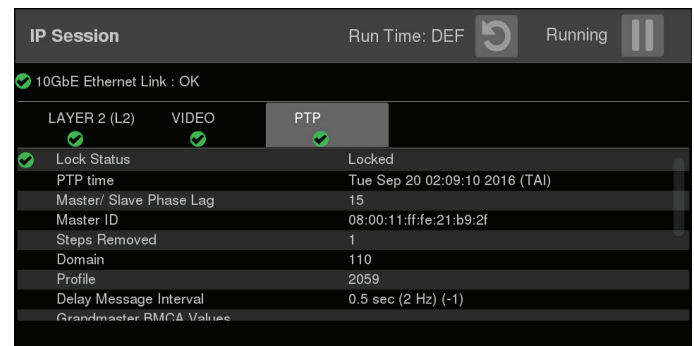 IP Session Run Time: DEF Running
10GbE Ethernet Link : OK
LAYER 2 (L2) VIDEO PTP
Lock Status Locked
PTP time Tue Sep 20 02:09:10 2016 (TAI)
Master/ Slave Phase Lag 15
Master ID 08:00:11:ff:fe:21:b9:2f
Steps Removed 1
Domain 110
Profile 2059
Delay Message Interval 0.5 sec (2 Hz) (-1)
Grandmaster BMCA Values